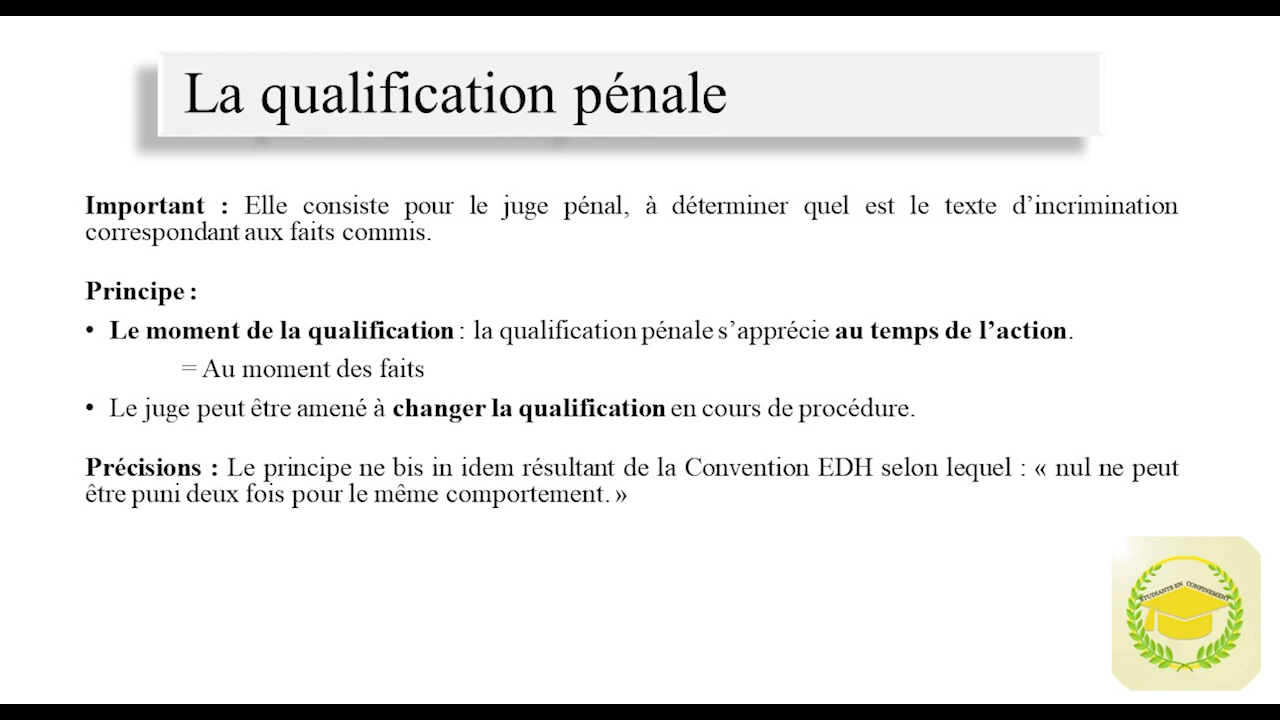 La qualification pénale
Important : Elle consiste pour le juge pénal, à déterminer quel est le texte d’incrimination
correspondant aux faits commis.
Principe :
• Le moment de la qualification : la qualification pénale s’apprécie au temps de l’action.
= Au moment des faits
• Le juge peut être amené à changer la qualification en cours de procédure.
Précisions : Le principe ne bis in idem résultant de la Convention EDH selon lequel : « nul ne peut
être puni deux fois pour le même comportement. »
ETUDIANTS EN CONFINEMENT